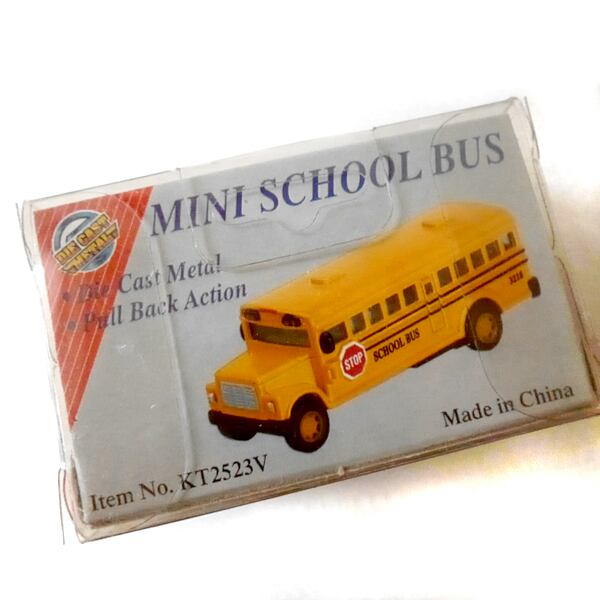 MINI SCHOOL BUS
DIE CAST
METAL
• Die Cast Metal
• Pull Back Action
STOP
SCHOOL BUS
3218
Made in China
Item No. KT2523V